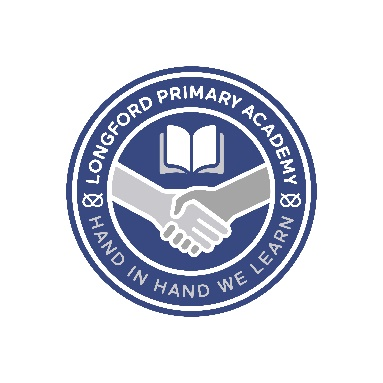 LONGFORD PRIMARY ACADEMY
HAND IN HAND WE LEARN